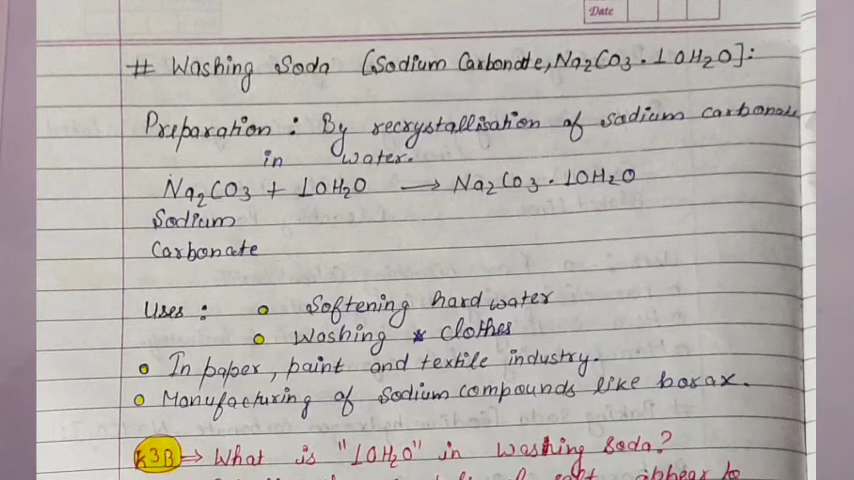 Date
# Washing Soda (Sodium Carbonate, Na2CO3·10H2O]:
Preparation : By recrystallisation of sodium carbonate
in water.
Na2CO3 + 10H2O → Na2CO3·10H2O
Sodium
Carbonate
Uses : • Softening hard water
• Washing clothes
• In paper, paint and textile industry.
• Manufacturing of Sodium compounds like borax.
K3B ⇒ What is "10H2O" in washing Soda?
appear to